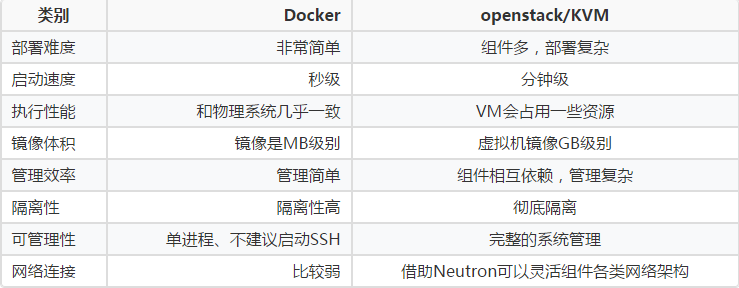 类别 Docker openstack/KVM
部署难度 非常简单 组件多，部署复杂
启动速度 秒级 分钟级
执行性能 和物理系统几乎一致 VM会占用一些资源
镜像体积 镜像是MB级别 虚拟机镜像GB级别
管理效率 管理简单 组件相互依赖，管理复杂
隔离性 隔离性高 彻底隔离
可管理性 单进程、不建议启动SSH 完整的系统管理
网络连接 比较弱 借助Neutron可以灵活组件各类网络架构